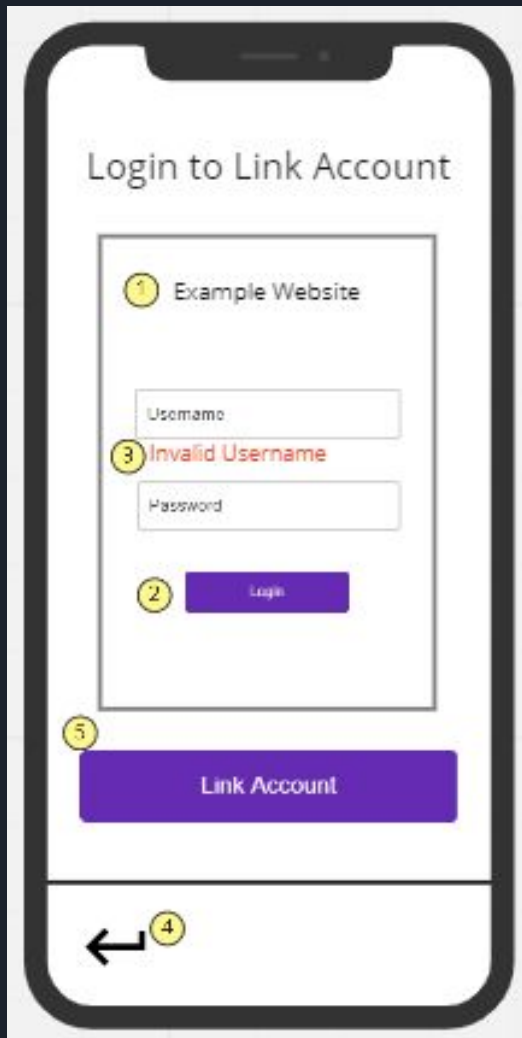 Login to Link Account
1 Example Website
Username
3 Invalid Username
Password
2 Login
5
Link Account
4